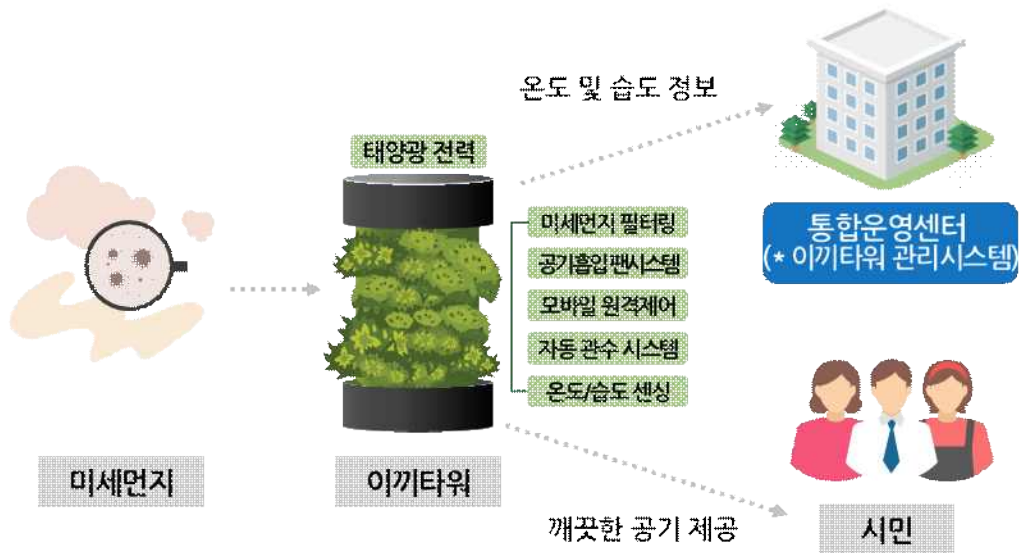 온도 및 습도 정보
태양광 전력
미세먼지 필터링
공기흡입팬시스템
모바일 원격제어
자동 관수 시스템
온도/습도 센싱
통합운영센터
(* 이끼타워 관리시스템)
미세먼지
이끼타워
깨끗한 공기 제공
시민